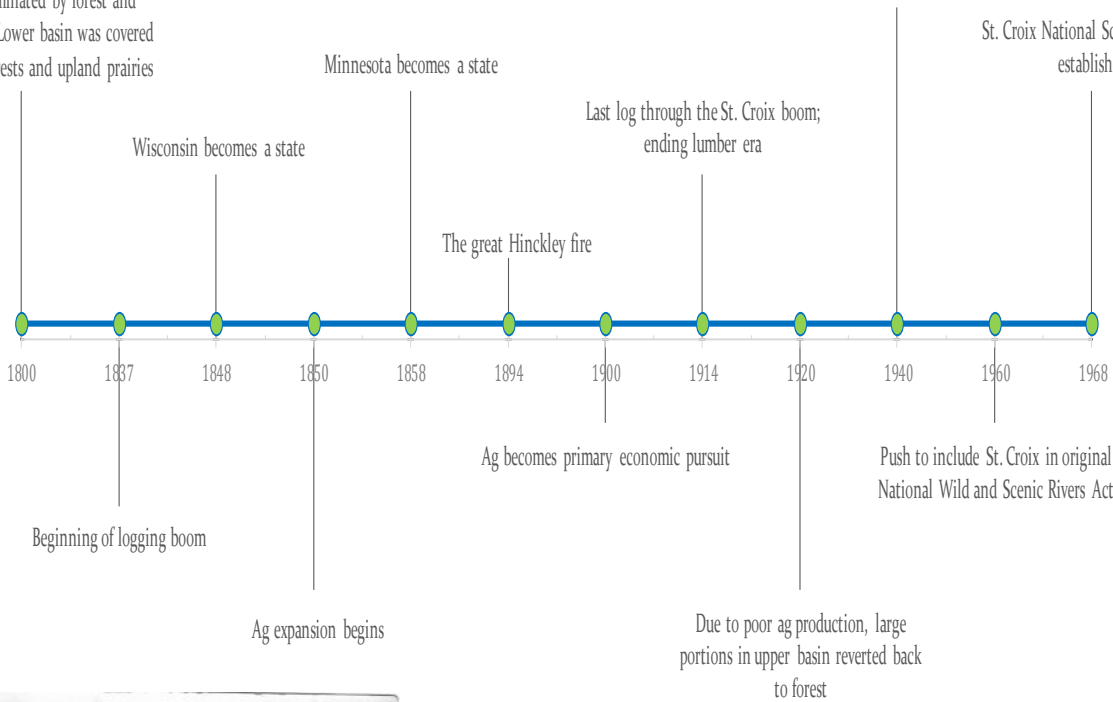 by forest and
Lower basin was covered
and upland prairies
St. Croix National
Minnesota becomes a state
Last log through the St. Croix boom;
ending lumber era
Wisconsin becomes a state
The great Hinckley fire
1800 1837 1848 1850 1858 1894 1900 1914 1920 1940 1960 1968
Ag becomes primary economic pursuit
Push to include St. Croix in original
National Wild and Scenic Rivers Act
Beginning of logging boom
Ag expansion begins
Due to poor ag production, large
portions in upper basin reverted back
to forest